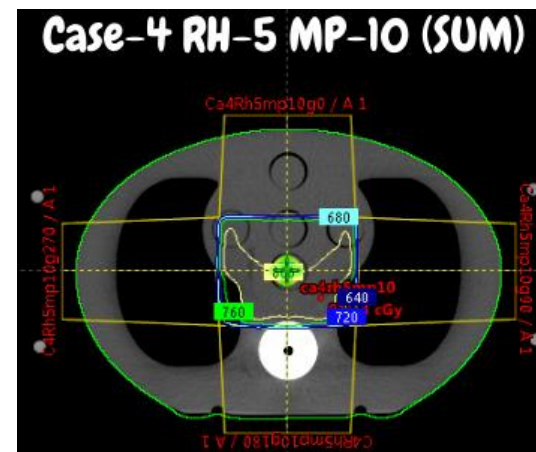 Case-4 RH-5 MP-10 (SUM)
Ca4Rh5mp10g0 / A 1
680
C4Rh5mp10g270 / A 1
Ca4Rh5mp10g90 / A 1
ca4rh5mp10
640
cGy
760
720
C4Rh5mp10g180 / A 1